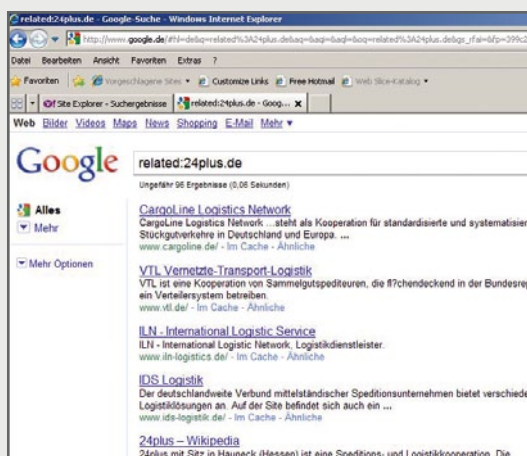 related:24plus.de - Google-Suche - Windows Internet Explorer
http://www.google.de/#hl=de&q=related%3A24plus.de&aq=&aqi=&aql=&oq=related%3A24plus.de&gs_rfai=&fp=399c2
Datei Bearbeiten Ansicht Favoriten Extras ?
Favoriten Vorgeschlagene Sites Customize Links Free Hotmail Web Slice-Katalog
Site Explorer - Suchergebnisse related:24plus.de - Goog... X
Web Bilder Videos Maps News Shopping E-Mail Mehr
Google related:24plus.de
Ungefähr 96 Ergebnisse (0,06 Sekunden)
Alles
Mehr
Mehr Optionen
CargoLine Logistics Network
CargoLine Logistics Network ...steht als Kooperation für standardisierte und systematisier
Stückgutverkehre in Deutschland und Europa. ...
www.cargoline.de/ - Im Cache - Ähnliche
VTL Vernetzte-Transport-Logistik
VTL ist eine Kooperation von Sammelgutspediteuren, die fl?chendeckend in der Bundesrep
ein Verteilersystem betreiben.
www.vtl.de/ - Im Cache - Ähnliche
ILN - International Logistic Service
ILN - International Logistic Network, Logistikdienstleister.
www.iln-logistics.de/ - Im Cache - Ähnliche
IDS Logistik
Der deutschlandweite Verbund mittelständischer Speditionsunternehmen bietet verschiede
Logistiklösungen an. Auf der Site befindet sich auch ein ...
www.ids-logistik.de/ - Im Cache - Ähnliche
24plus – Wikipedia
24plus mit Sitz in Hauneck (Hessen) ist eine Speditions- und Logistikkooperation. Die